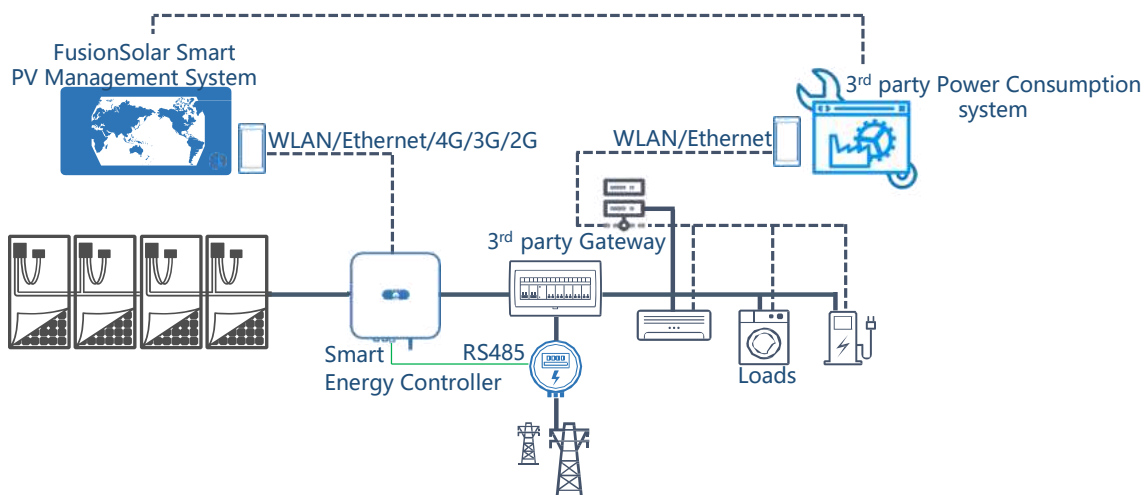 FusionSolar Smart
PV Management System
3rd party Power Consumption
system
WLAN/Ethernet/4G/3G/2G
WLAN/Ethernet
3rd party Gateway
Smart
Energy Controller
RS485
Loads